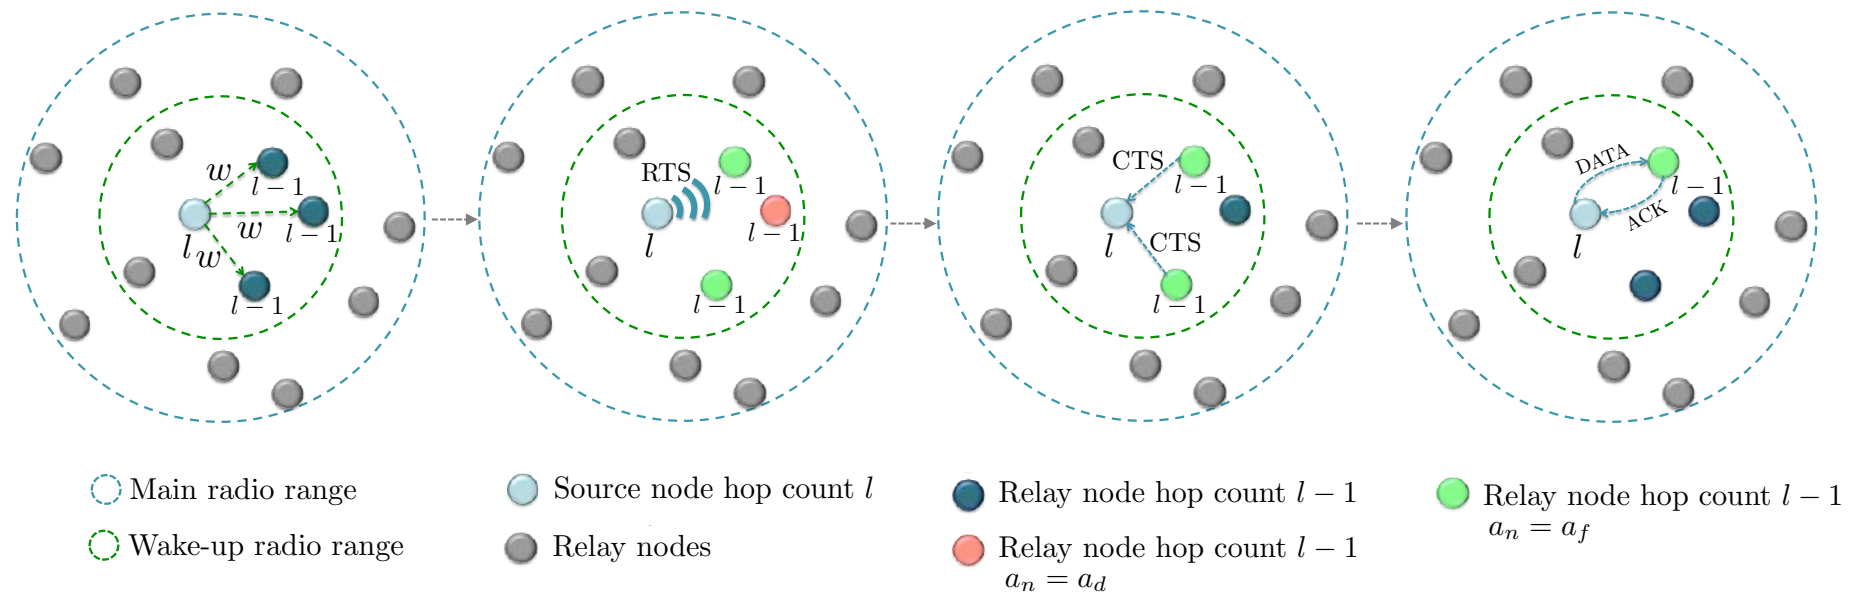 w
l − 1
w
l − 1
l
w
l − 1
RTS
l − 1
l − 1
l
l − 1
CTS
l − 1
l
CTS
l − 1
DATA
l − 1
ACK
l
Main radio range
Wake-up radio range
Source node hop count l
Relay nodes
Relay node hop count l − 1
Relay node hop count l − 1
aₙ = a_d
Relay node hop count l − 1
aₙ = a_f